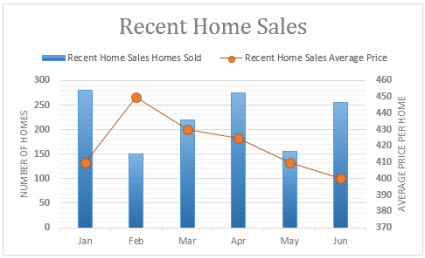 Recent Home Sales
Recent Home Sales Homes Sold
Recent Home Sales Average Price
NUMBER OF HOMES
300
250
200
150
100
50
0
AVERAGE PRICE PER HOME
460
450
440
430
420
410
400
390
380
370
Jan Feb Mar Apr May Jun